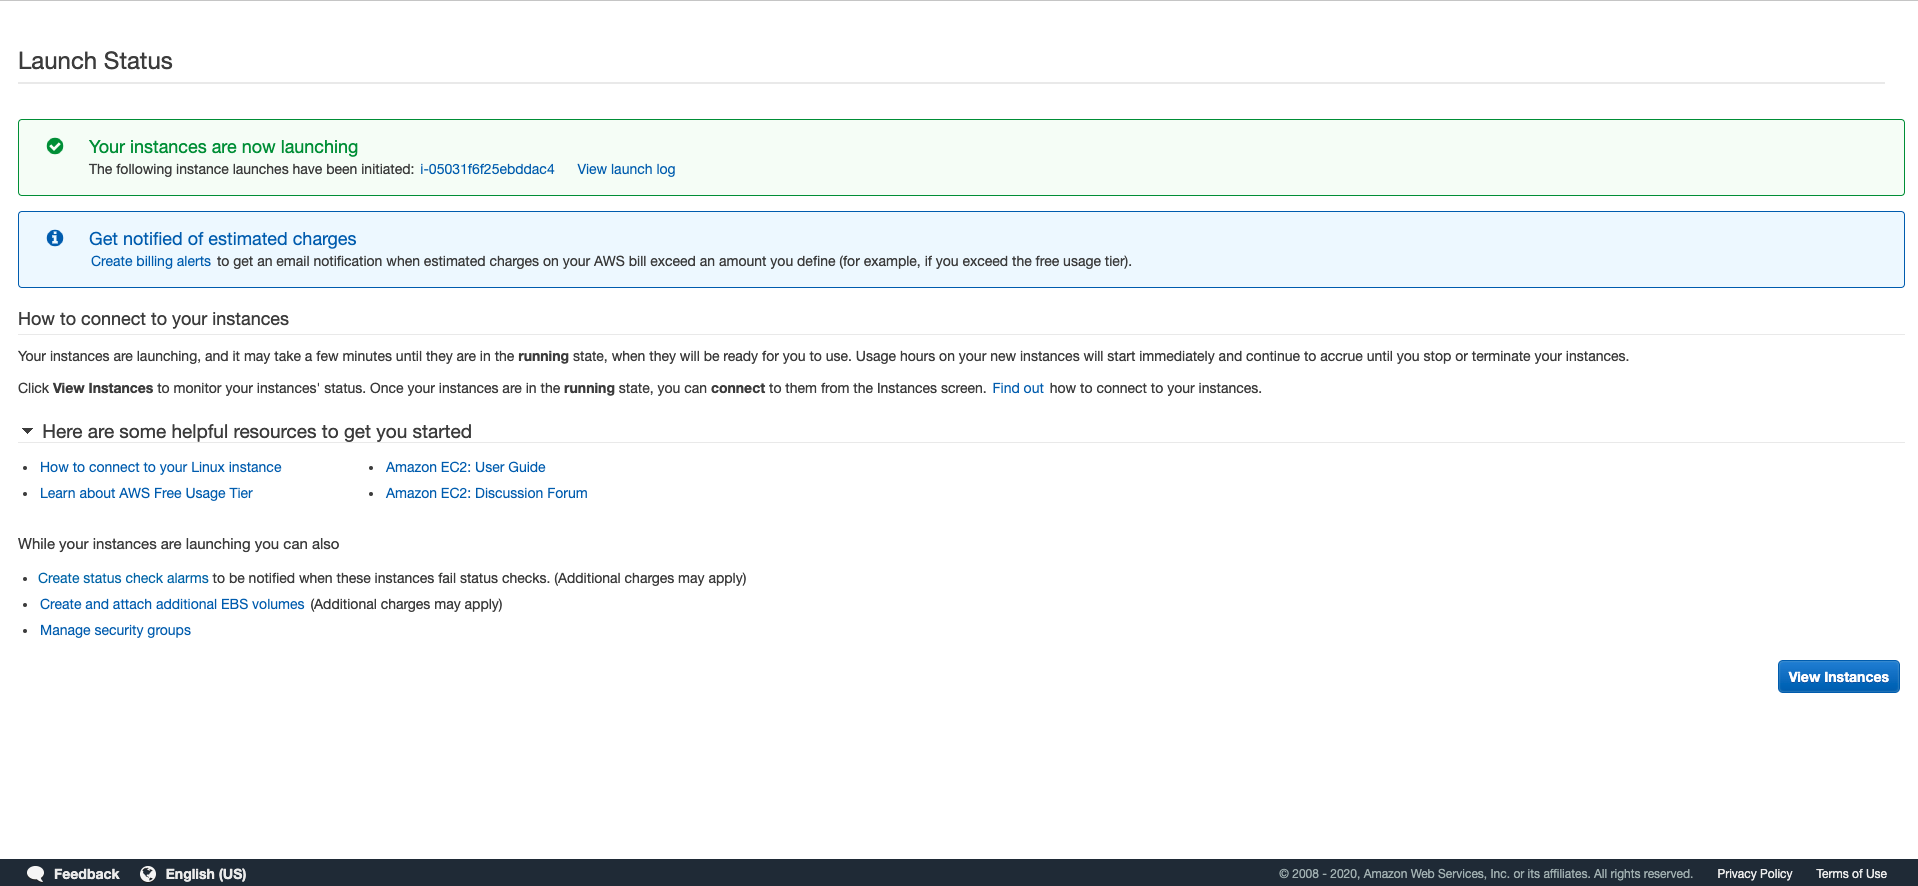 Launch Status
Your instances are now launching
The following instance launches have been initiated: i-05031f6f25ebddac4 View launch log
Get notified of estimated charges
Create billing alerts to get an email notification when estimated charges on your AWS bill exceed an amount you define (for example, if you exceed the free usage tier).
How to connect to your instances
Your instances are launching, and it may take a few minutes until they are in the running state, when they will be ready for you to use. Usage hours on your new instances will start immediately and continue to accrue until you stop or terminate your instances.
Click View Instances to monitor your instances' status. Once your instances are in the running state, you can connect to them from the Instances screen. Find out how to connect to your instances.
Here are some helpful resources to get you started
• How to connect to your Linux instance • Amazon EC2: User Guide
• Learn about AWS Free Usage Tier • Amazon EC2: Discussion Forum
While your instances are launching you can also
• Create status check alarms to be notified when these instances fail status checks. (Additional charges may apply)
• Create and attach additional EBS volumes (Additional charges may apply)
• Manage security groups
View Instances
Feedback English (US) © 2008 - 2020, Amazon Web Services, Inc. or its affiliates. All rights reserved. Privacy Policy Terms of Use